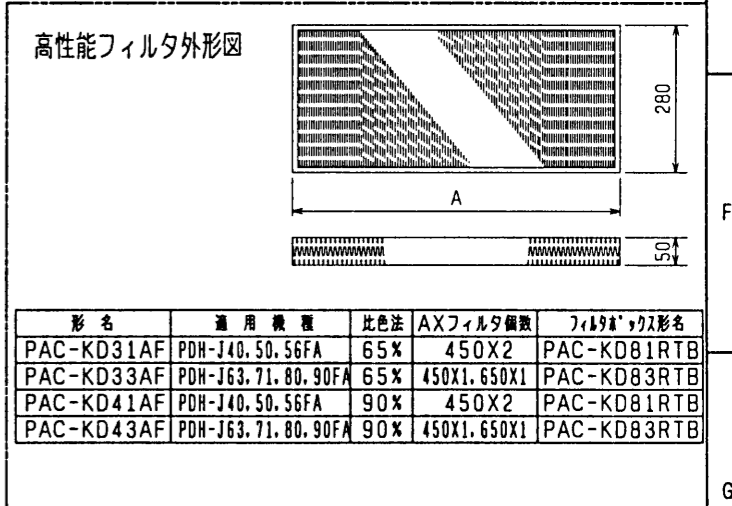 高性能フィルタ外形図
280
A
50
F
形 名 適 用 機 種 比色法 AXフィルタ個数 フィルタボックス形名
PAC-KD31AF PDH-J40.50.56FA 65% 450X2 PAC-KD81RTB
PAC-KD33AF PDH-J63.71.80.90FA 65% 450X1.650X1 PAC-KD83RTB
PAC-KD41AF PDH-J40.50.56FA 90% 450X2 PAC-KD81RTB
PAC-KD43AF PDH-J63.71.80.90FA 90% 450X1.650X1 PAC-KD83RTB
G